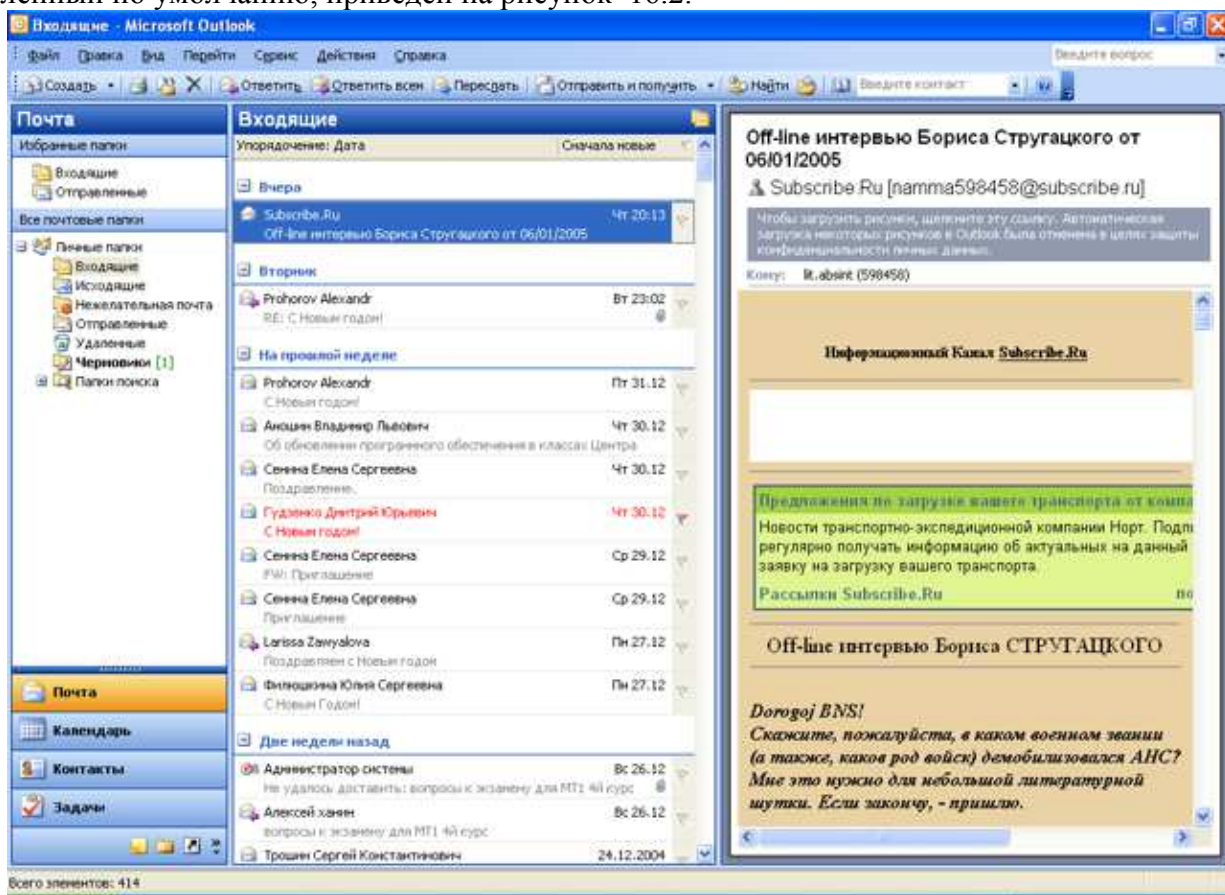 ленный по умолчанию, приведен на рисунок 16.2.
Входящие - Microsoft Outlook
Файл Правка Вид Перейти Сервис Действия Справка
Введите вопрос
Создать Ответить Ответить всем Переслать Отправить и получить Найти Введите контакт
Почта
Избранные папки
Входящие
Отправленные
Все почтовые папки
Личные папки
Входящие
Исходящие
Нежелательная почта
Отправленные
Удаленные
Черновики [1]
Папки поиска
Почта
Календарь
Контакты
Задачи
Входящие
Упорядочение: Дата Сначала новые
Вчера
Subscribe.Ru Чт 20:13
Off-line интервью Бориса Стругацкого от 06/01/2005
Вторник
Prohorov Alexandr Вт 23:02
RE: С Новым годом!
На прошлой неделе
Prohorov Alexandr Пт 31.12
С Новым годом!
Аношин Владимир Львович Чт 30.12
Об обновлении программного обеспечения в классах Центра
Сенина Елена Сергеевна Чт 30.12
Поздравление.
Гудзенко Дмитрий Юрьевич Чт 30.12
С Новым годом!
Сенина Елена Сергеевна Ср 29.12
FW: Приглашение
Сенина Елена Сергеевна Ср 29.12
Приглашение
Larissa Zawyalova Пн 27.12
Поздравляем с Новым годом
Филюшкина Юлия Сергеевна Пн 27.12
С Новым Годом!
Две недели назад
Администратор системы Вс 26.12
Не удалось доставить: вопросы к экзамену для МТ1 4й курс
Алексей ханин Вс 26.12
вопросы к экзамену для МТ1 4й курс
Трошин Сергей Константинович 24.12.2004
Off-line интервью Бориса Стругацкого от
06/01/2005
Subscribe.Ru [namma598458@subscribe.ru]
Чтобы загрузить рисунки, щелкните эту ссылку. Автоматическая
загрузка некоторых рисунков в Outlook была отменена в целях защиты
конфиденциальности личных данных.
Кому: lit.absint (598458)
Информационный Канал Subscribe.Ru
Предложения по загрузке вашего транспорта от компа
Новости транспортно-экспедиционной компании Норт. Подпи
регулярно получать информацию об актуальных на данный
заявку на загрузку вашего транспорта.
Рассылки Subscribe.Ru по
Off-line интервью Бориса СТРУГАЦКОГО
Dorogoj BNS!
Скажите, пожалуйста, в каком военном звании
(а также, каков род войск) демобилизовался АНС?
Мне это нужно для небольшой литературной
шутки. Если закончу, - пришлю.
Всего элементов: 414